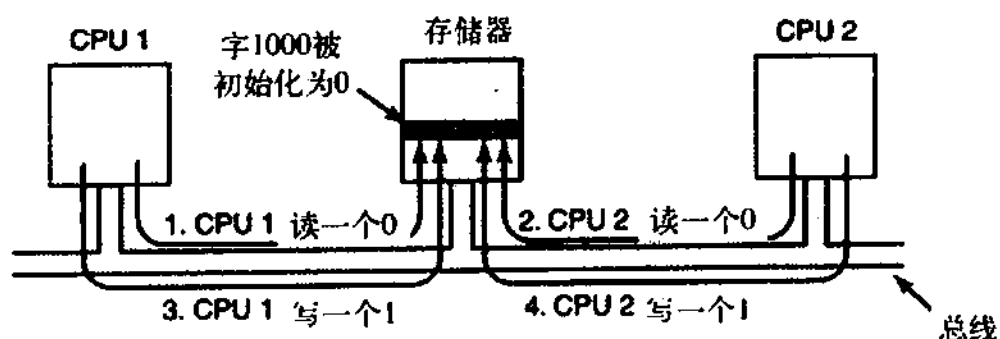 CPU 1
字1000被
初始化为0
存储器
CPU 2
1. CPU 1 读一个0
2. CPU 2 读一个0
3. CPU 1 写一个1
4. CPU 2 写一个1
总线